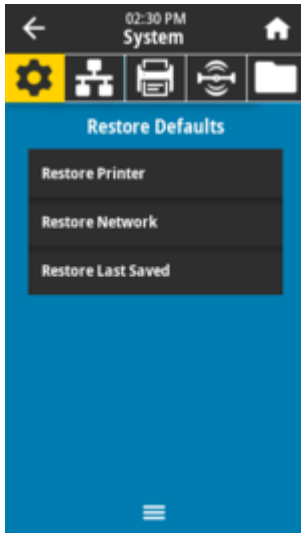 02:30 PM
System
Restore Defaults
Restore Printer
Restore Network
Restore Last Saved